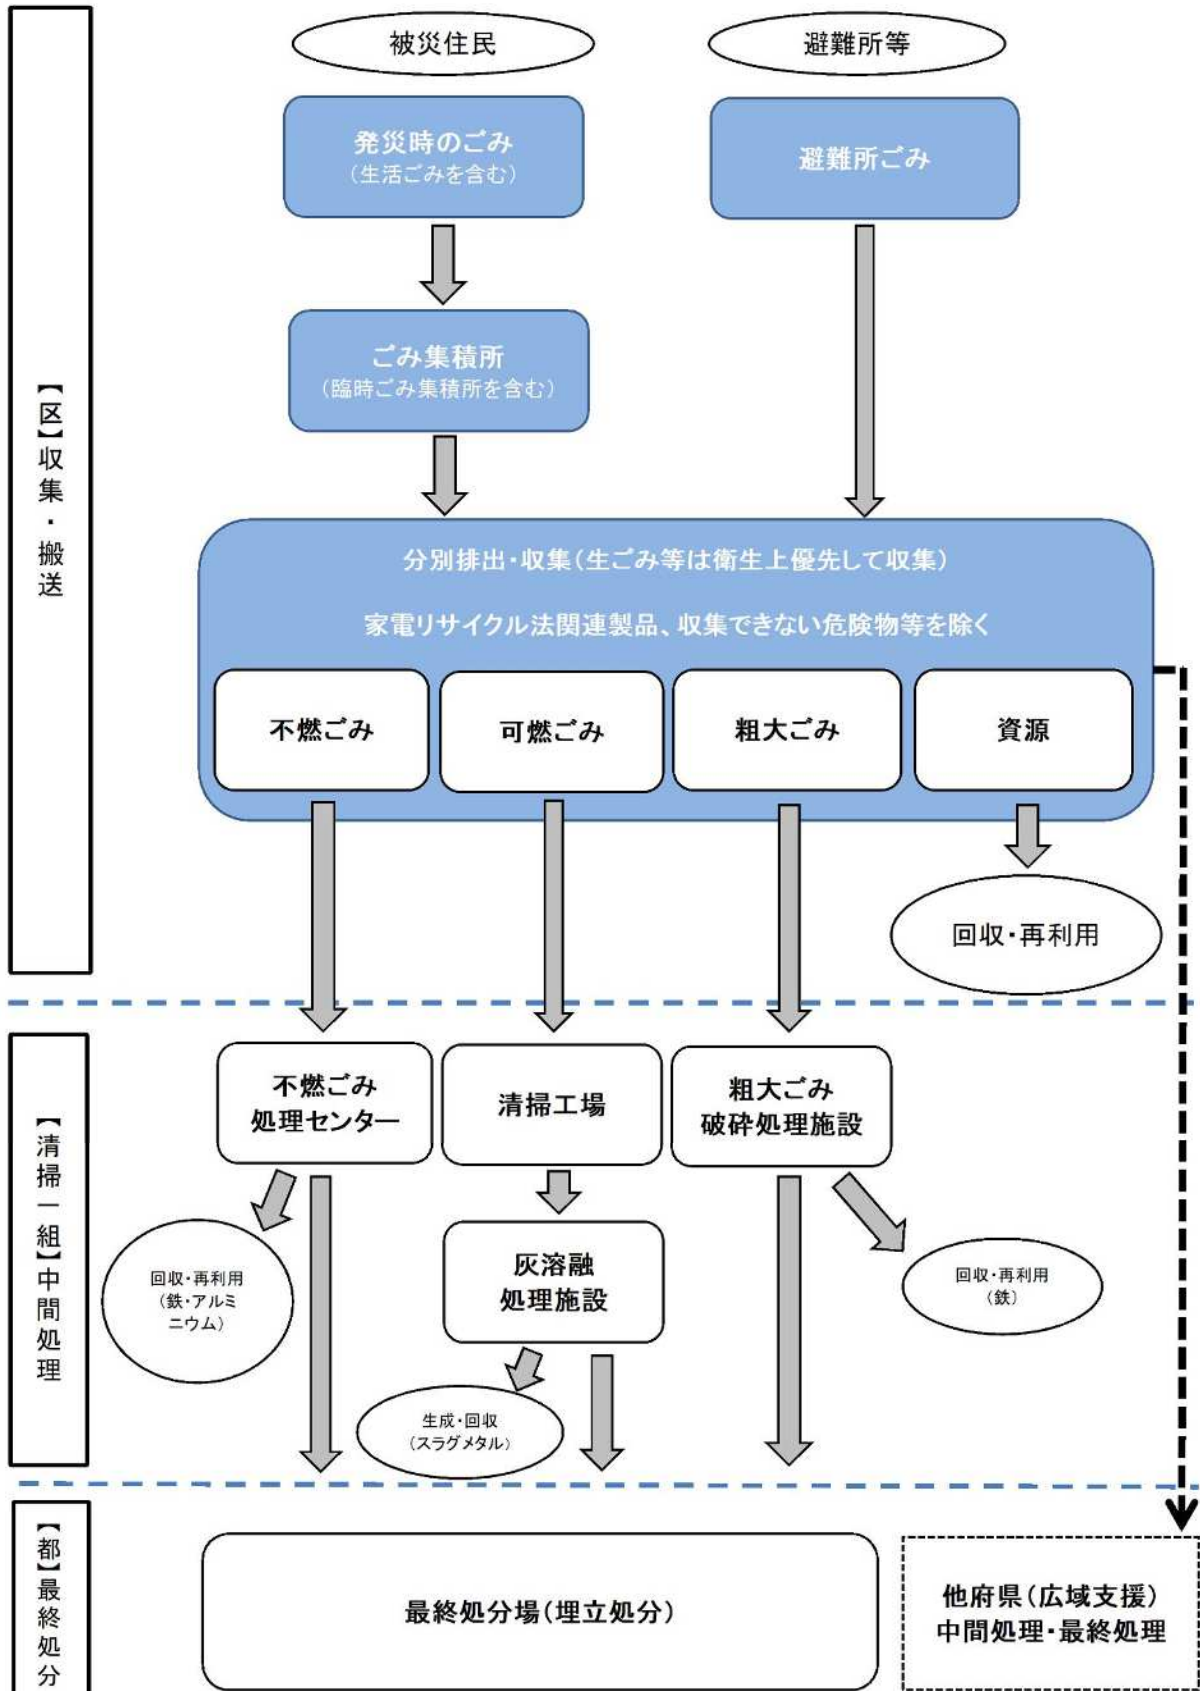 被災住民
避難所等
発災時のごみ
(生活ごみを含む)
避難所ごみ
ごみ集積所
(臨時ごみ集積所を含む)
【区】収集・搬送
分別排出・収集(生ごみ等は衛生上優先して収集)
家電リサイクル法関連製品、収集できない危険物等を除く
不燃ごみ
可燃ごみ
粗大ごみ
資源
回収・再利用
【清掃一組】中間処理
不燃ごみ
処理センター
清掃工場
粗大ごみ
破砕処理施設
回収・再利用
(鉄・アルミ
ニウム)
灰溶融
処理施設
回収・再利用
(鉄)
生成・回収
(スラグメタル)
【都】最終処分
最終処分場(埋立処分)
他府県(広域支援)
中間処理・最終処理